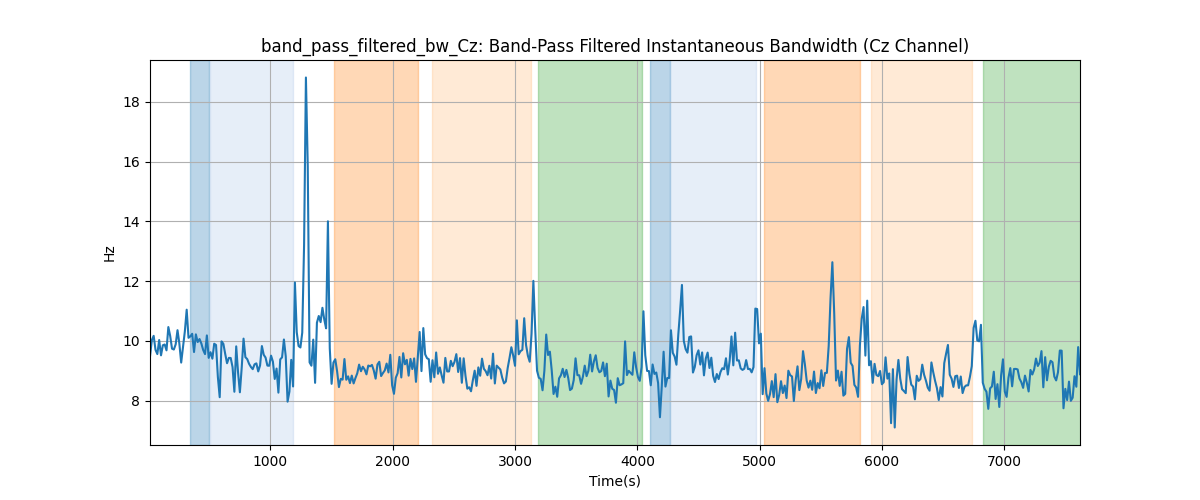 band_pass_filtered_bw_Cz: Band-Pass Filtered Instantaneous Bandwidth (Cz Channel)
18
16
14
12
10
8
Hz
1000 2000 3000 4000 5000 6000 7000
Time(s)